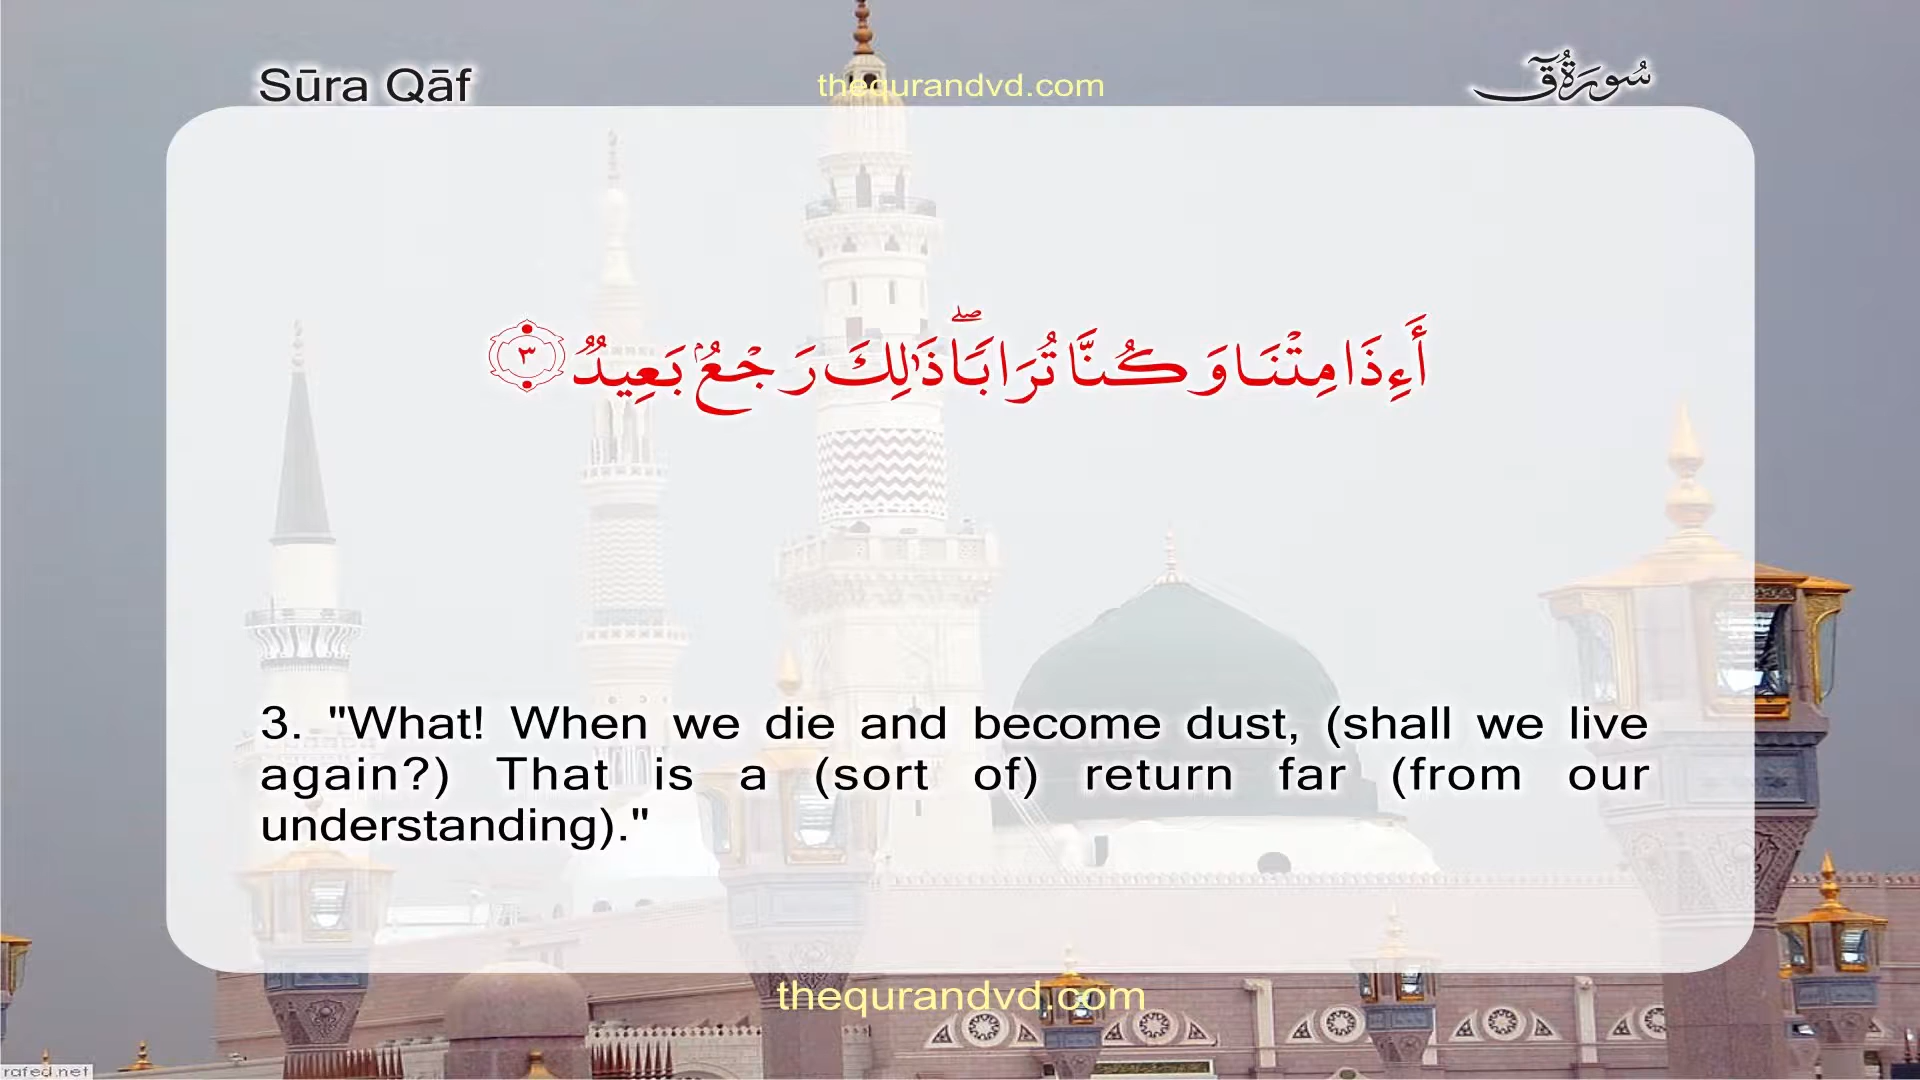 Sūra Qāf
thequrandvd.com
سُورَةُ قٓ
أَءِذَا مِتْنَا وَكُنَّا تُرَابًا ۖ ذَٰلِكَ رَجْعٌۢ بَعِيدٌ ٣
3. "What! When we die and become dust, (shall we live
again?) That is a (sort of) return far (from our
understanding)."
thequrandvd.com
rafed.net